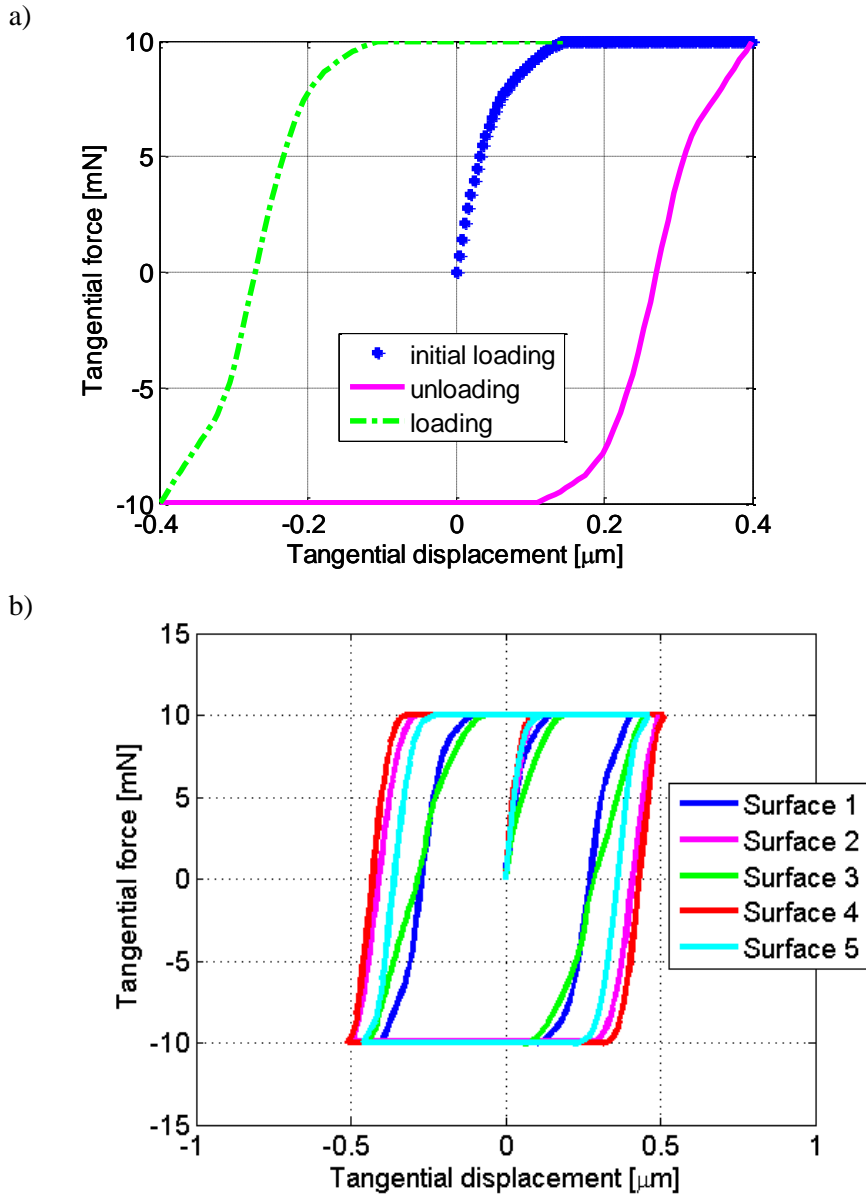 a)
10
5
0
-5
-10
Tangential force [mN]
initial loading
unloading
loading
-0.4
-0.2
0
0.2
0.4
Tangential displacement [μm]
b)
15
10
5
0
-5
-10
-15
Tangential force [mN]
Surface 1
Surface 2
Surface 3
Surface 4
Surface 5
-1
-0.5
0
0.5
1
Tangential displacement [μm]